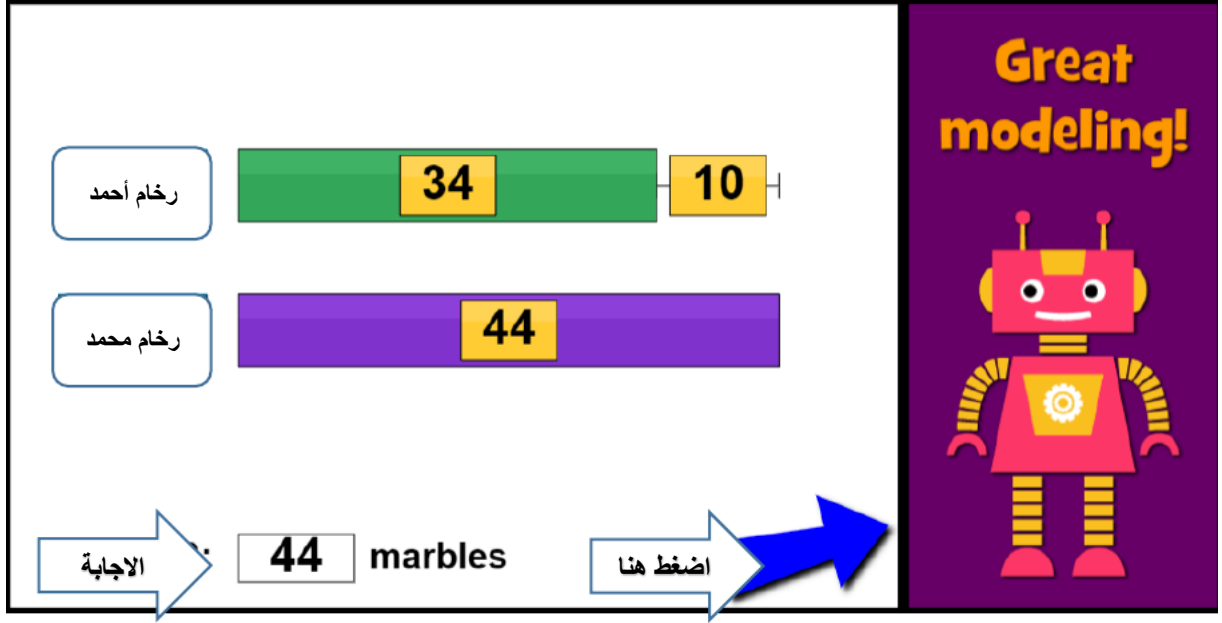 Great
modeling!
رخام أحمد
34
10
رخام محمد
44
الاجابة
44 marbles
اضغط هنا